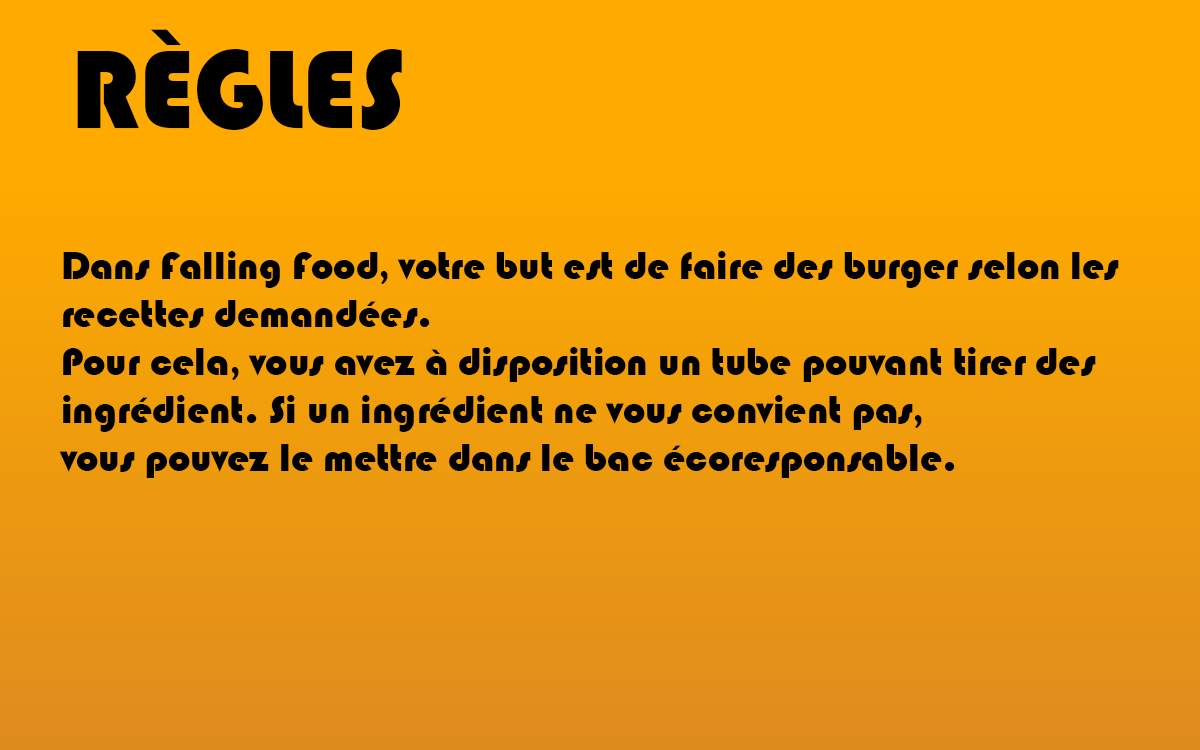 RÈGLES
Dans Falling Food, votre but est de faire des burger selon les
recettes demandées.
Pour cela, vous avez à disposition un tube pouvant tirer des
ingrédient. Si un ingrédient ne vous convient pas,
vous pouvez le mettre dans le bac écoresponsable.